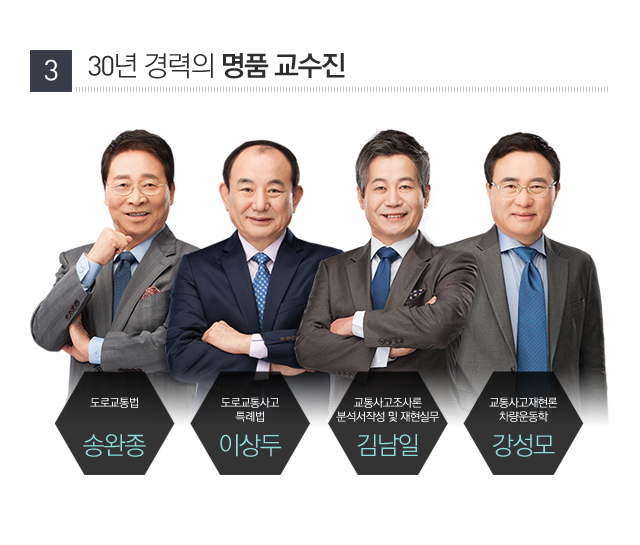 3
30년 경력의 명품 교수진
도로교통법
송완종
도로교통사고
특례법
이상두
교통사고조사론
분석서작성 및 재현실무
김남일
교통사고재현론
차량운동학
강성모